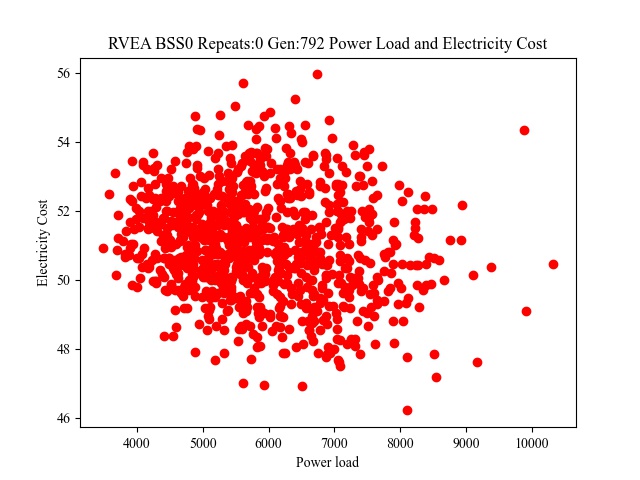 RVEA BSS0 Repeats:0 Gen:792 Power Load and Electricity Cost
56
54
52
50
48
46
Electricity Cost
4000 5000 6000 7000 8000 9000 10000
Power load